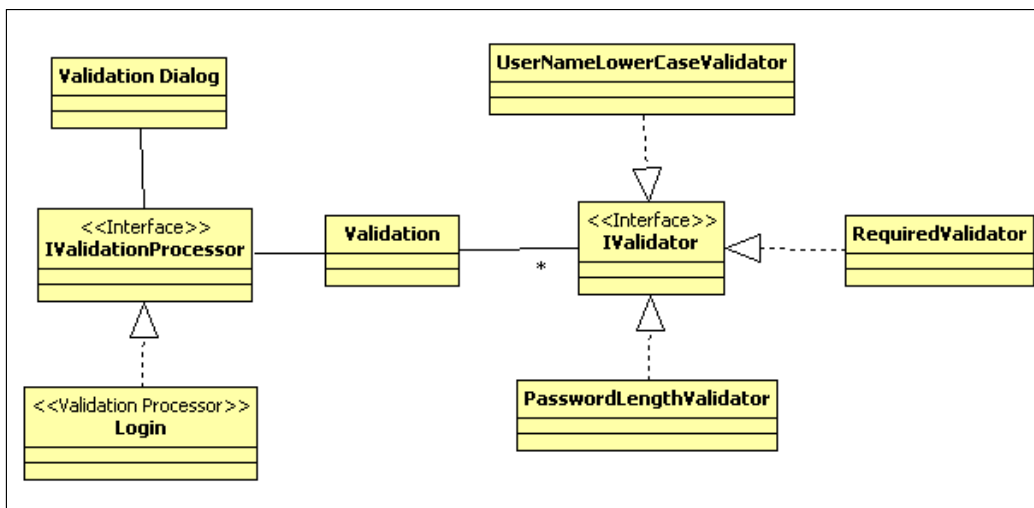 Validation Dialog
UserNameLowerCaseValidator
<<Interface>>
IValidationProcessor
Validation
*
<<Interface>>
IValidator
RequiredValidator
<<Validation Processor>>
Login
PasswordLengthValidator